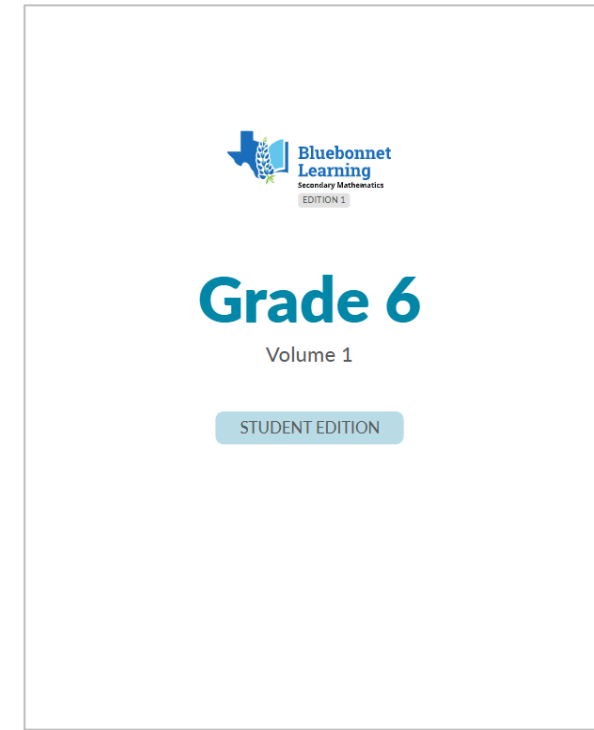 Bluebonnet
Learning
Secondary Mathematics
EDITION 1
Grade 6
Volume 1
STUDENT EDITION